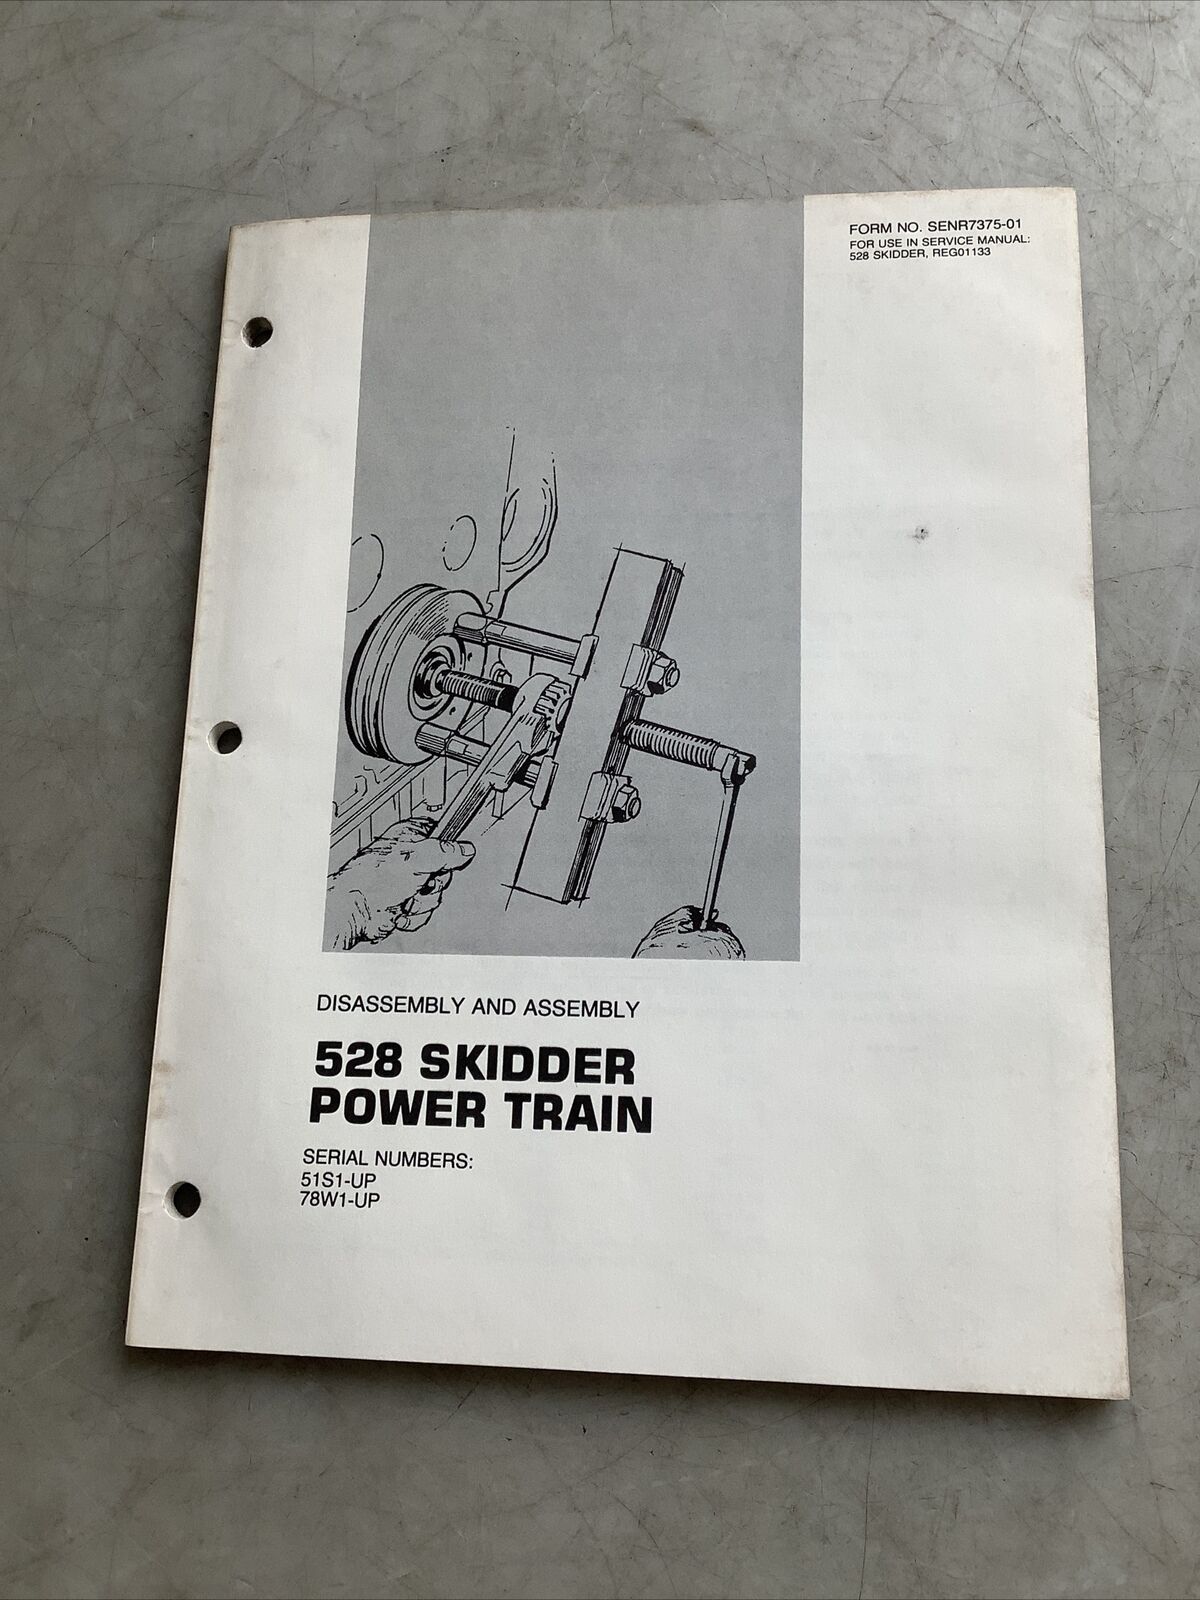 FORM NO. SENR7375-01
FOR USE IN SERVICE MANUAL:
528 SKIDDER, REG01133
DISASSEMBLY AND ASSEMBLY
528 SKIDDER
POWER TRAIN
SERIAL NUMBERS:
51S1-UP
78W1-UP